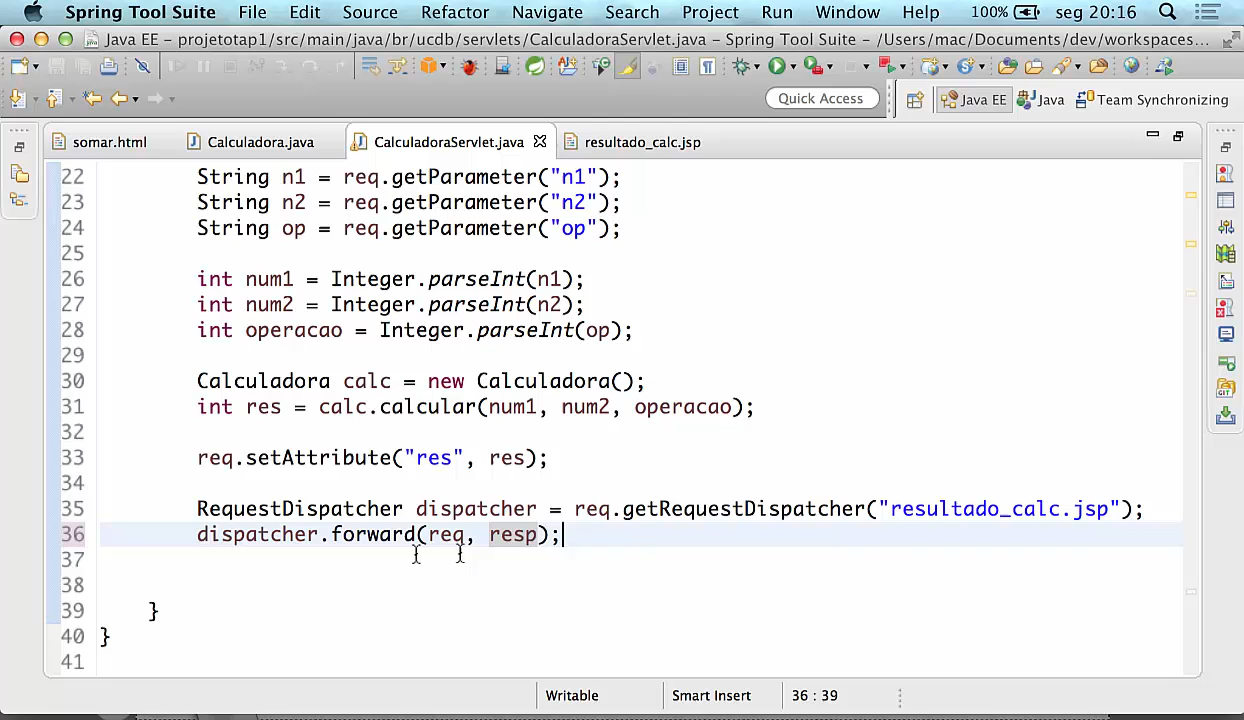 Spring Tool Suite File Edit Source Refactor Navigate Search Project Run Window Help 100% seg 20:16
Java EE – projetotap1/src/main/java/br/ucdb/servlets/CalculadoraServlet.java – Spring Tool Suite – /Users/mac/Documents/dev/workspaces...
Quick Access Java EE Java Team Synchronizing
somar.html Calculadora.java CalculadoraServlet.java resultado_calc.jsp
22 String n1 = req.getParameter("n1");
23 String n2 = req.getParameter("n2");
24 String op = req.getParameter("op");
25
26 int num1 = Integer.parseInt(n1);
27 int num2 = Integer.parseInt(n2);
28 int operacao = Integer.parseInt(op);
29
30 Calculadora calc = new Calculadora();
31 int res = calc.calcular(num1, num2, operacao);
32
33 req.setAttribute("res", res);
34
35 RequestDispatcher dispatcher = req.getRequestDispatcher("resultado_calc.jsp");
36 dispatcher.forward(req, resp);
37
38
39 }
40 }
41
Writable Smart Insert 36 : 39
GIT